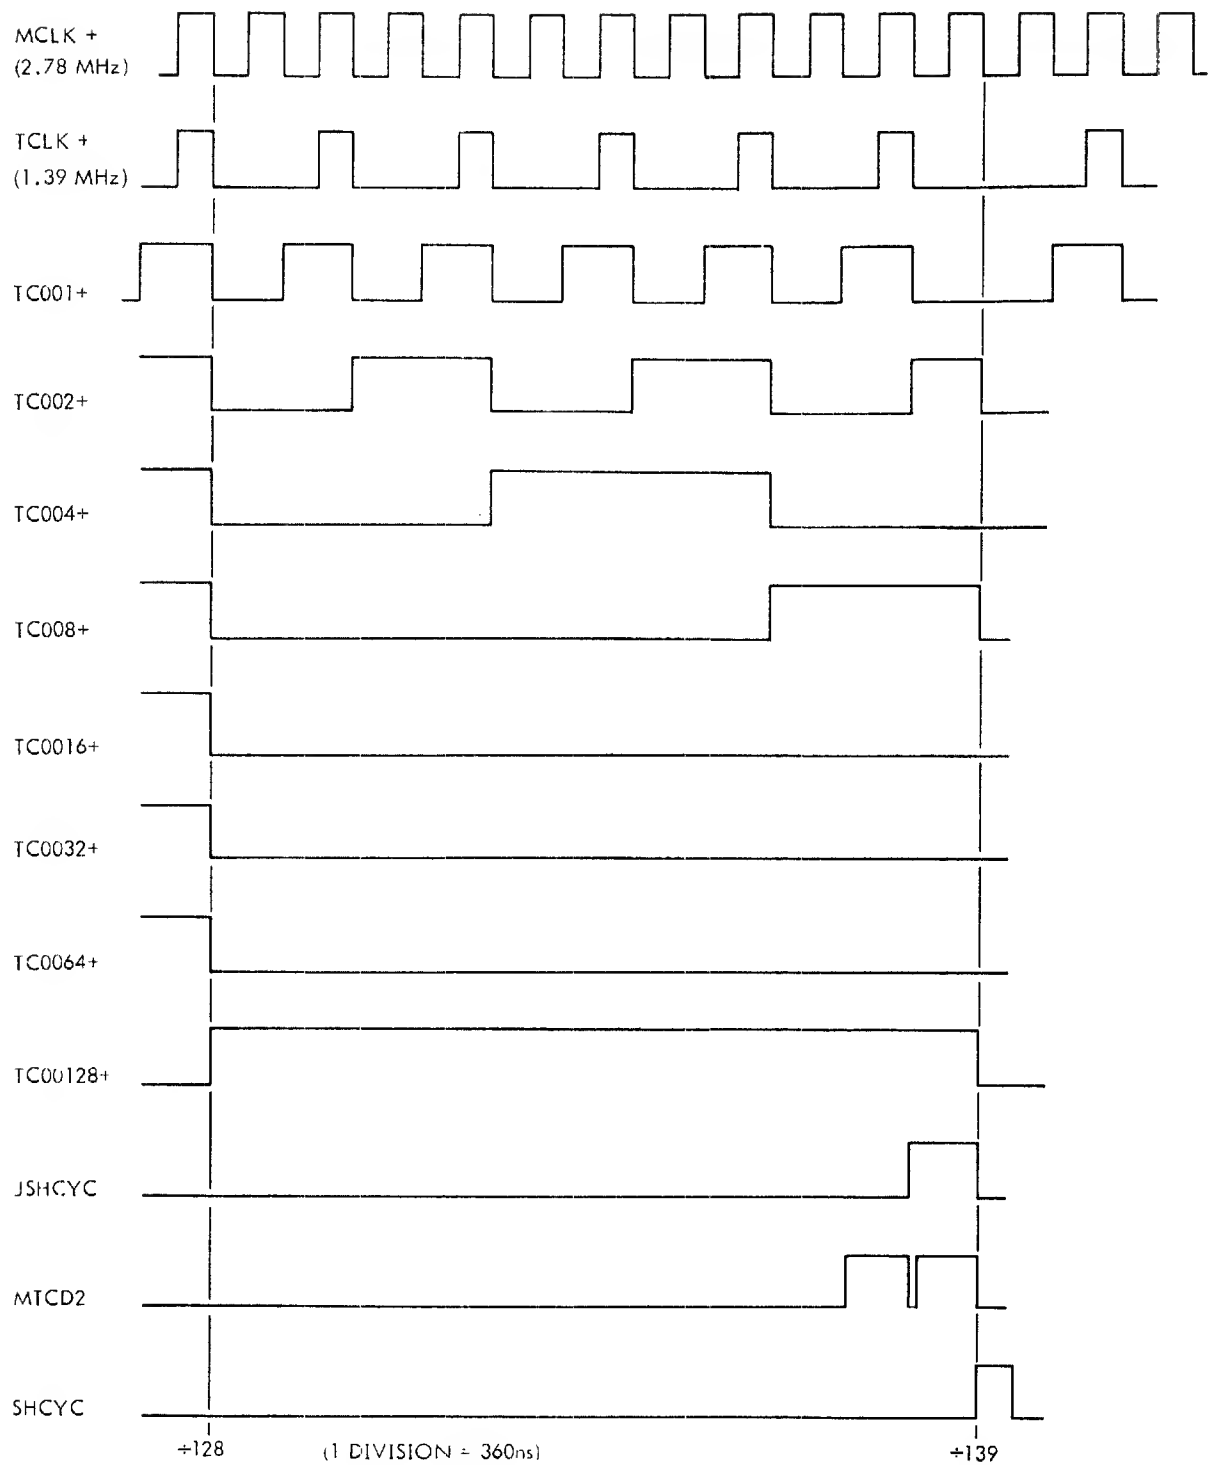 MCLK +
(2.78 MHz)
TCLK +
(1.39 MHz)
TC001+
TC002+
TC004+
TC008+
TC0016+
TC0032+
TC0064+
TC00128+
JSHCYC
MTCD2
SHCYC
÷128 (1 DIVISION = 360ns) ÷139